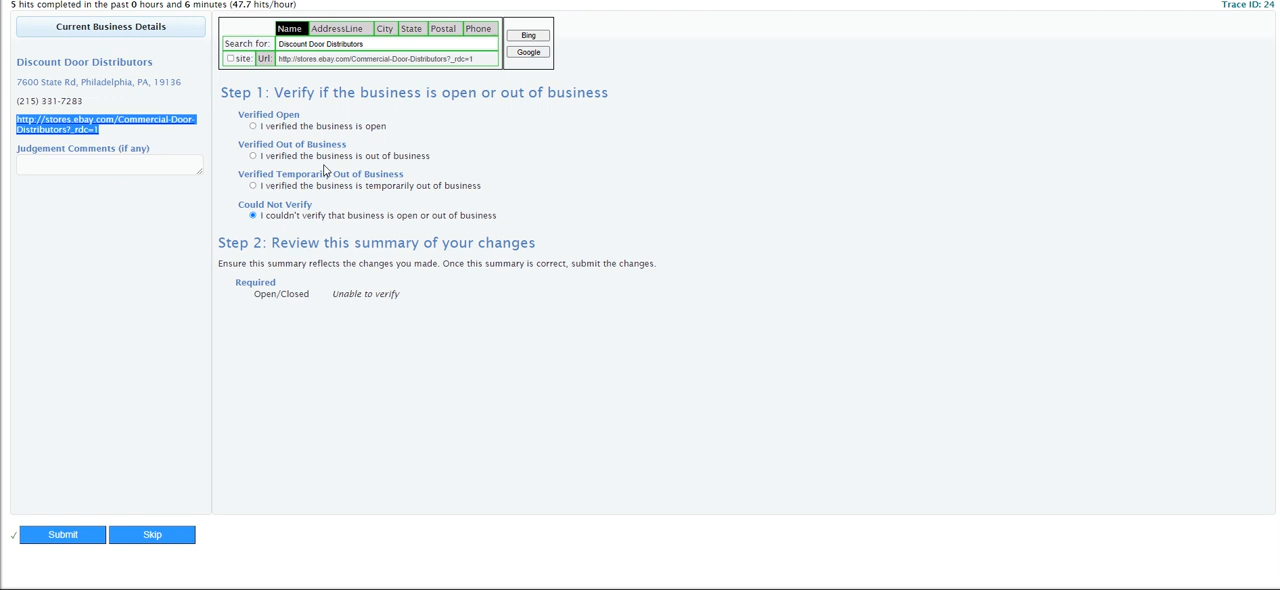 5 hits completed in the past 0 hours and 6 minutes (47.7 hits/hour)
Trace ID: 24
Current Business Details
Discount Door Distributors
7600 State Rd, Philadelphia, PA, 19136
(215) 331-7283
http://stores.ebay.com/Commercial-Door-
Distributors?_rdc=1
Judgement Comments (if any)
Name AddressLine City State Postal Phone
Search for: Discount Door Distributors
site: Url: http://stores.ebay.com/Commercial-Door-Distributors?_rdc=1
Bing
Google
Step 1: Verify if the business is open or out of business
Verified Open
I verified the business is open
Verified Out of Business
I verified the business is out of business
Verified Temporarily Out of Business
I verified the business is temporarily out of business
Could Not Verify
I couldn't verify that business is open or out of business
Step 2: Review this summary of your changes
Ensure this summary reflects the changes you made. Once this summary is correct, submit the changes.
Required
Open/Closed Unable to verify
✓ Submit Skip